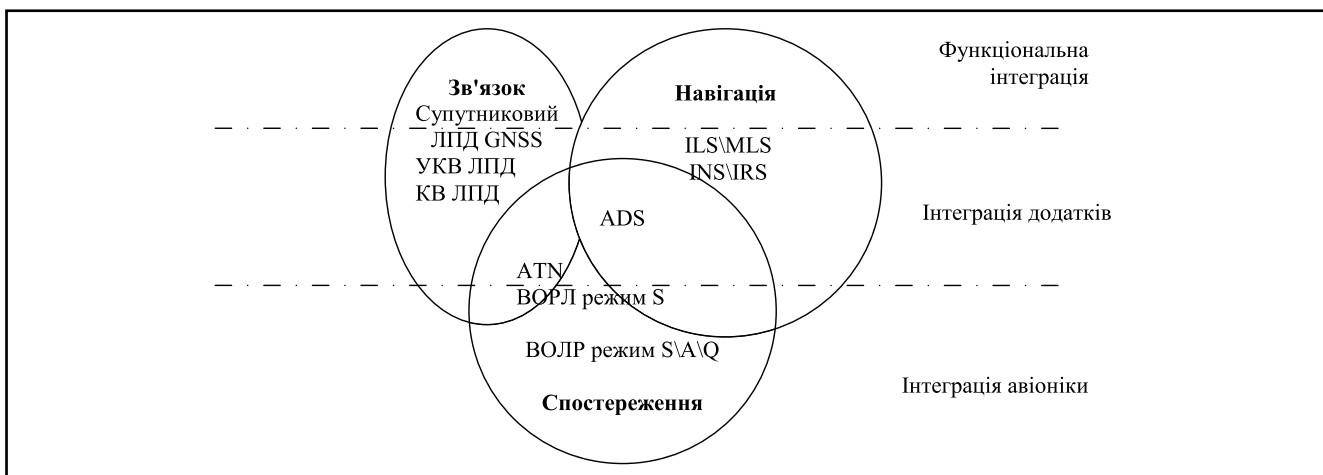 Функціональна
інтеграція
Зв'язок
Супутниковий
ЛПД GNSS
УКВ ЛПД
КВ ЛПД
Навігація
ILS\MLS
INS\IRS
ADS
Інтеграція додатків
ATN
ВОРЛ режим S
ВОЛР режим S\A\Q
Спостереження
Інтеграція авіоніки